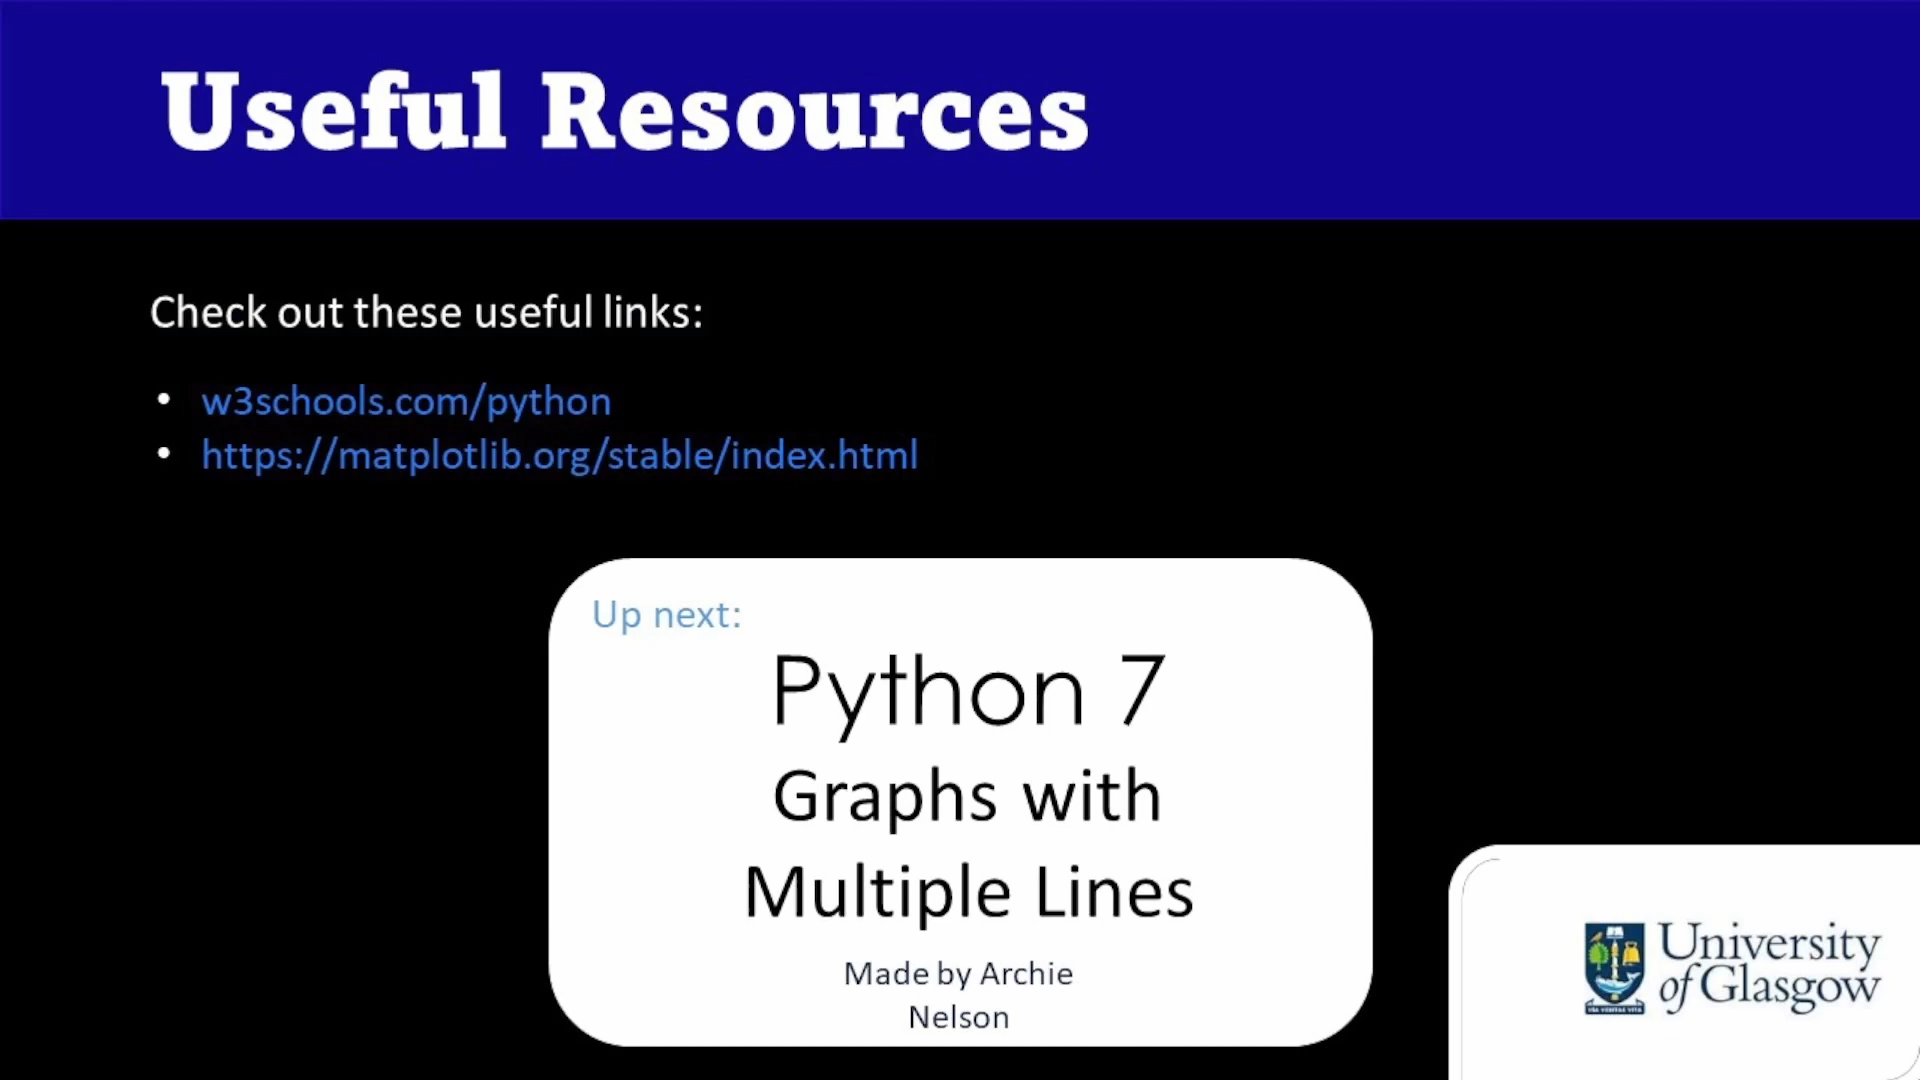 Useful Resources
Check out these useful links:
• w3schools.com/python
• https://matplotlib.org/stable/index.html
Up next:
Python 7
Graphs with
Multiple Lines
Made by Archie
Nelson
University
of Glasgow